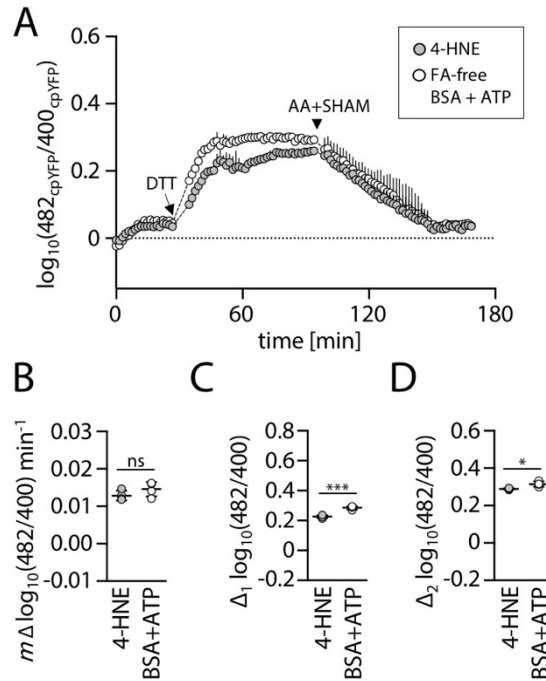 A
0.6
0.4
0.2
0
log10(482cpYFP/400cpYFP)
4-HNE
FA-free
BSA + ATP
DTT
AA+SHAM
0
60
120
180
time [min]
B
0.03
0.02
0.01
0.00
-0.01
m Δ log10(482/400) min-1
ns
4-HNE
BSA+ATP
C
0.8
0.6
0.4
0.2
0
-0.2
Δ1 log10(482/400)
***
4-HNE
BSA+ATP
D
0.6
0.4
0.2
0
-0.2
Δ2 log10(482/400)
*
4-HNE
BSA+ATP